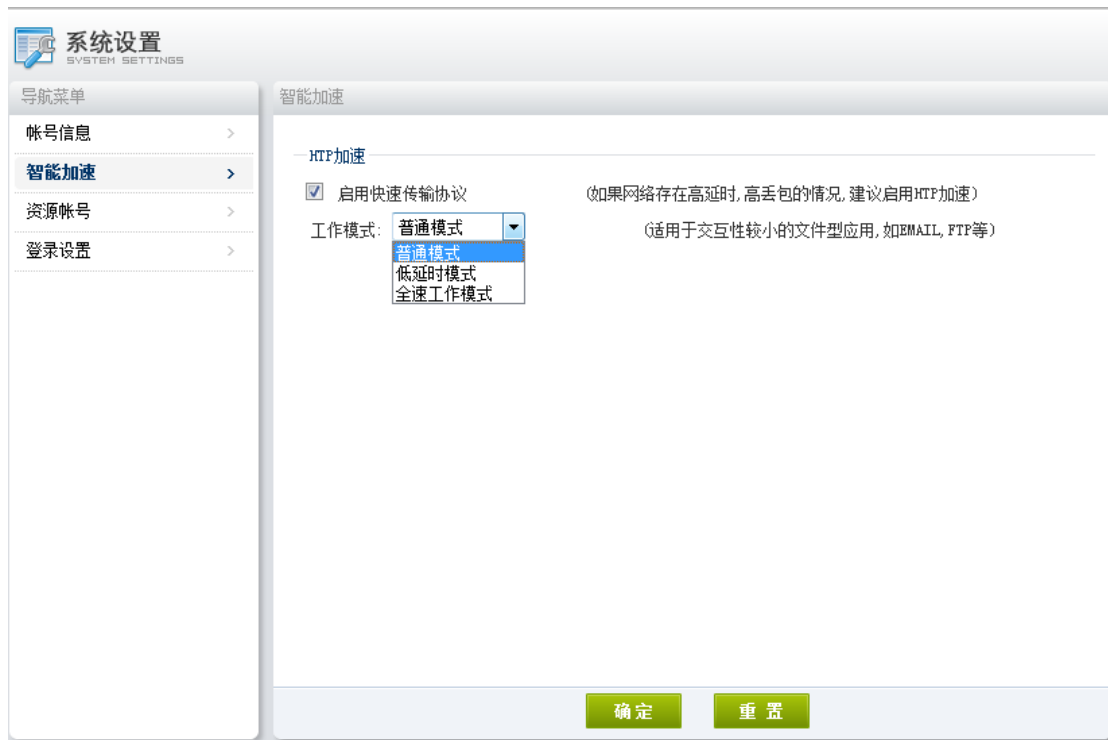 系统设置
SYSTEM SETTINGS
导航菜单
帐号信息
智能加速
资源帐号
登录设置
智能加速
HTP加速
启用快速传输协议 (如果网络存在高延时,高丢包的情况,建议启用HTP加速)
工作模式: 普通模式 (适用于交互性较小的文件型应用,如EMAIL,FTP等)
普通模式
低延时模式
全速工作模式
确定 重置